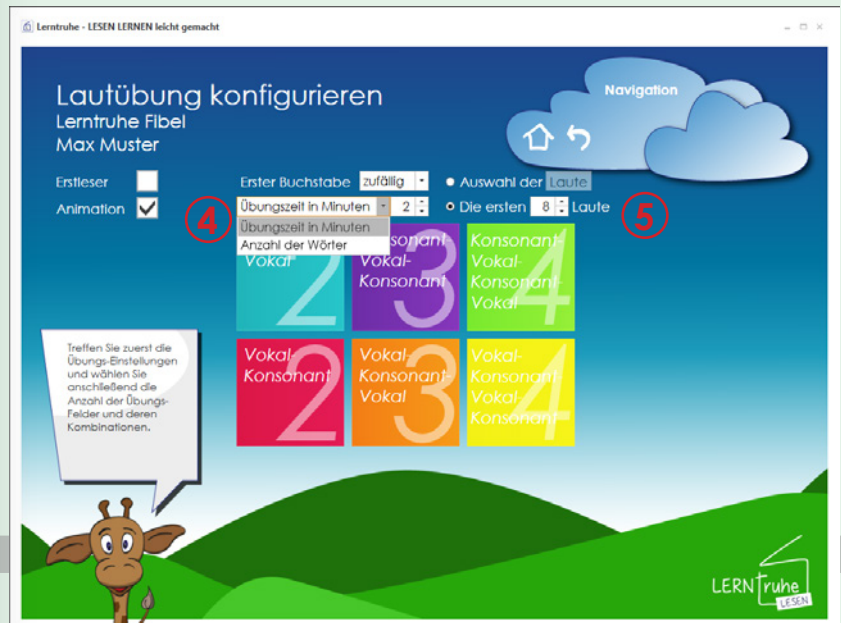 Lerntruhe - LESEN LERNEN leicht gemacht
Lautübung konfigurieren
Lerntruhe Fibel
Max Muster
Navigation
Erstleser
Erster Buchstabe zufällig
Auswahl der Laute
Animation
4
Übungszeit in Minuten 2
Die ersten 8 Laute
5
Übungszeit in Minuten
Anzahl der Wörter
Vokal
2
Konsonant-
Vokal-
Konsonant
3
Konsonant-
Vokal-
Konsonant-
Vokal
4
Vokal-
Konsonant
2
Vokal-
Konsonant-
Vokal
3
Vokal-
Konsonant-
Vokal-
Konsonant
4
Treffen Sie zuerst die
Übungs-Einstellungen
und wählen Sie
anschließend die
Anzahl der Übungs-
Felder und deren
Kombinationen.
LERNTruhe
LESEN